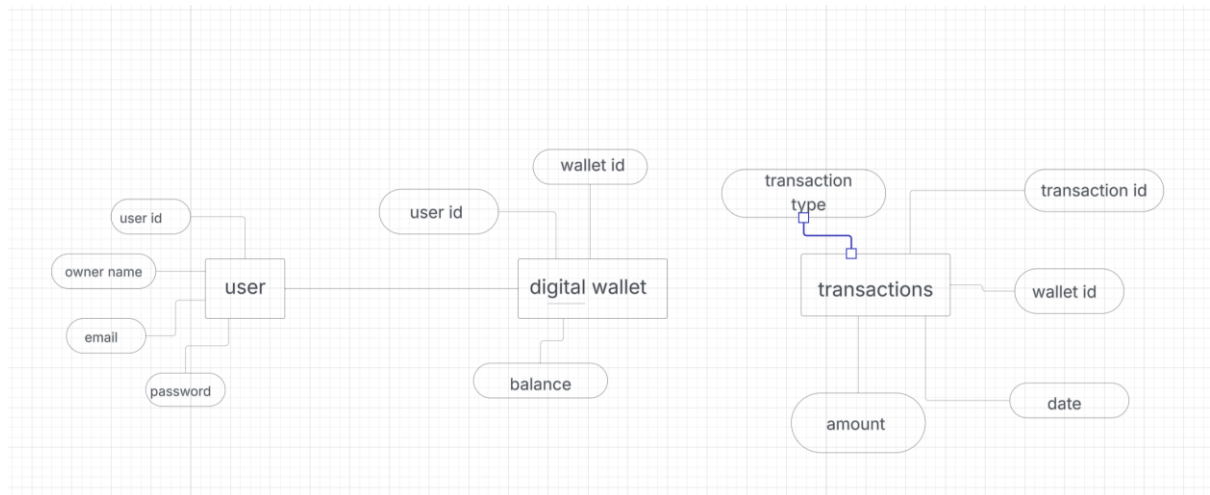 user id
owner name
email
password
user
user id
wallet id
digital wallet
balance
transaction
type
transaction id
transactions
wallet id
amount
date